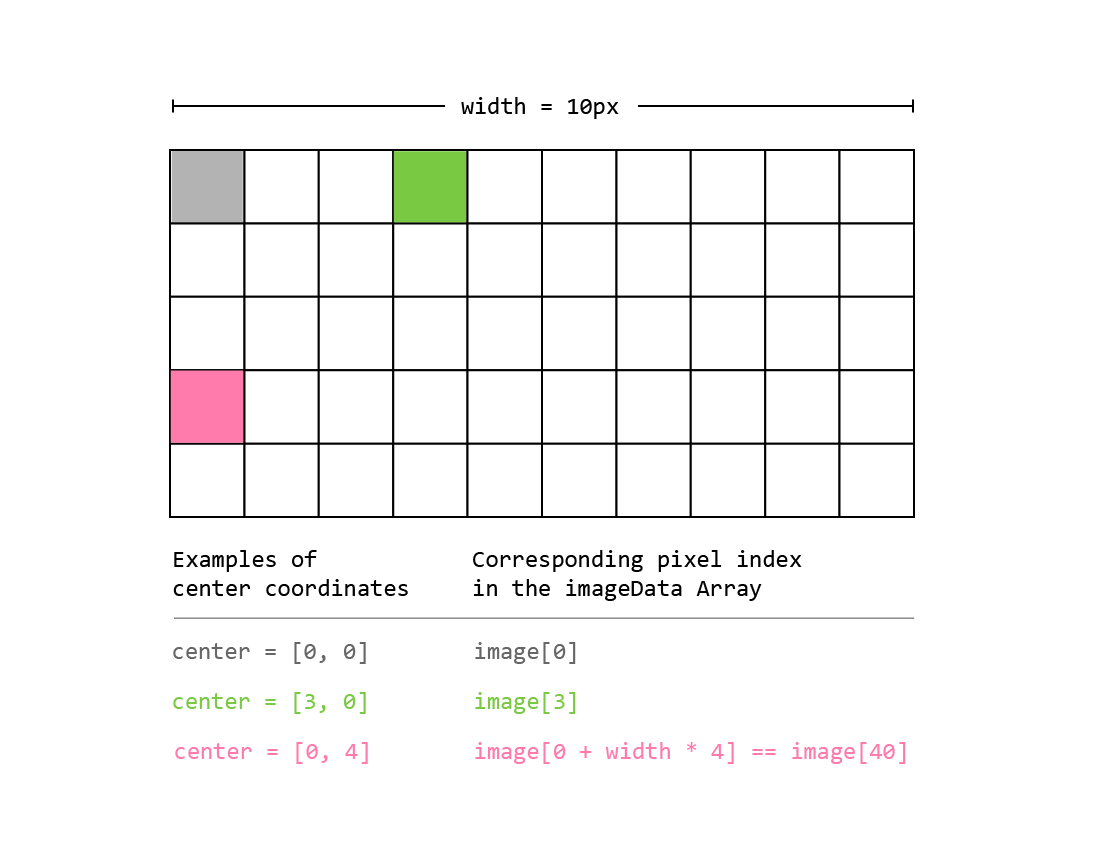 width = 10px
Examples of
center coordinates
Corresponding pixel index
in the imageData Array
center = [0, 0]
image[0]
center = [3, 0]
image[3]
center = [0, 4]
image[0 + width * 4] == image[40]